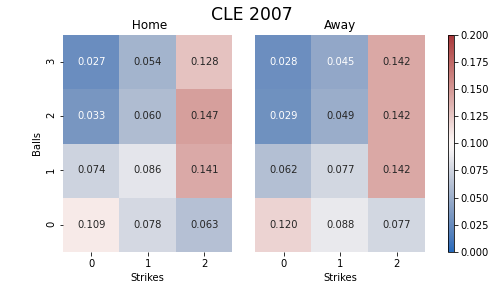 CLE 2007
Home Away
3 0.027 0.054 0.128 0.028 0.045 0.142 0.200
0.175
2 0.033 0.060 0.147 0.029 0.049 0.142 0.150
0.125
Balls
0.100
1 0.074 0.086 0.141 0.062 0.077 0.142 0.075
0.050
0 0.109 0.078 0.063 0.120 0.088 0.077 0.025
0.000
0 1 2 0 1 2
Strikes Strikes